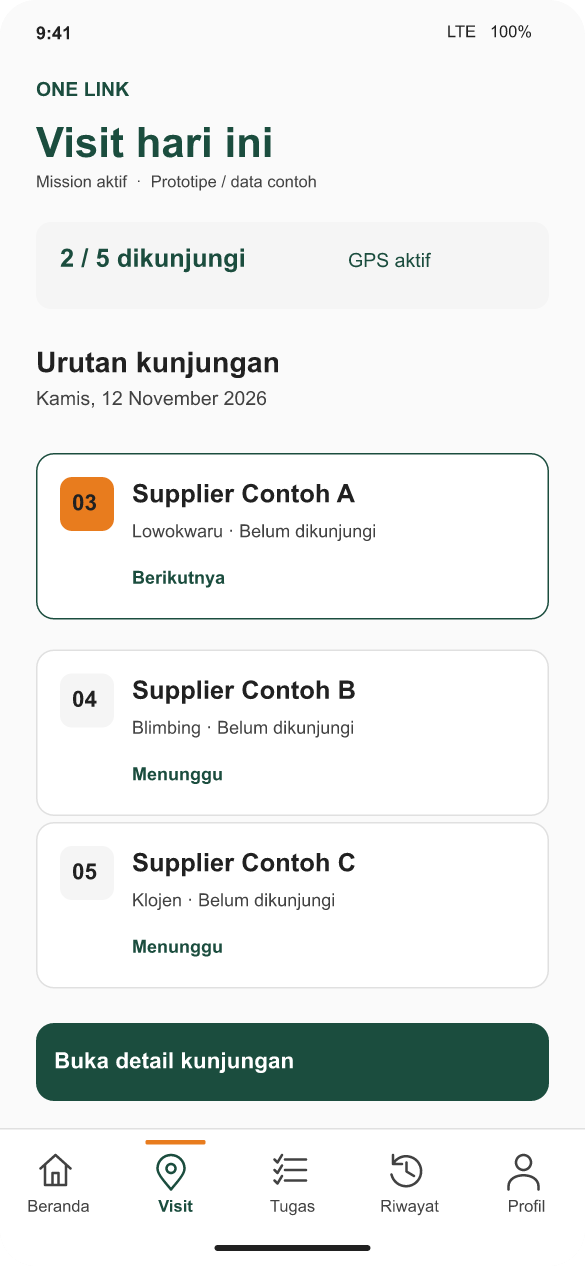 9:41 LTE 100%
ONE LINK
Visit hari ini
Mission aktif · Prototipe / data contoh
2 / 5 dikunjungi GPS aktif
Urutan kunjungan
Kamis, 12 November 2026
03 Supplier Contoh A
Lowokwaru · Belum dikunjungi
Berikutnya
04 Supplier Contoh B
Blimbing · Belum dikunjungi
Menunggu
05 Supplier Contoh C
Klojen · Belum dikunjungi
Menunggu
Buka detail kunjungan
Beranda Visit Tugas Riwayat Profil